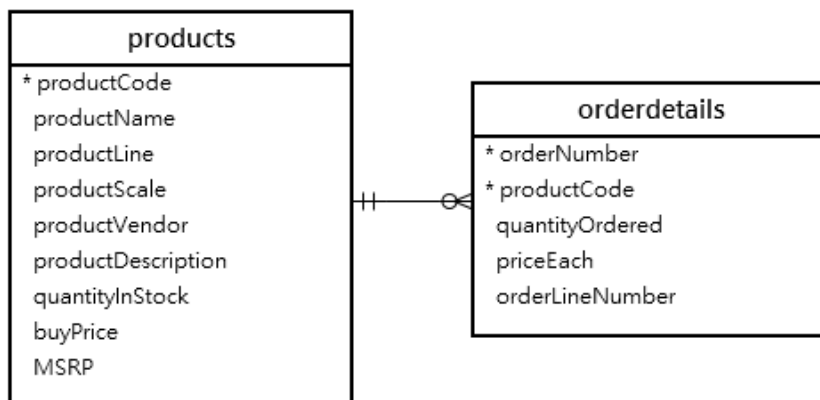 products
* productCode
productName
productLine
productScale
productVendor
productDescription
quantityInStock
buyPrice
MSRP
orderdetails
* orderNumber
* productCode
quantityOrdered
priceEach
orderLineNumber